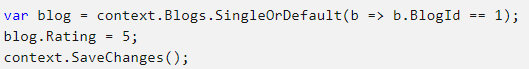 var blog = context.Blogs.SingleOrDefault(b => b.BlogId == 1);
blog.Rating = 5;
context.SaveChanges();